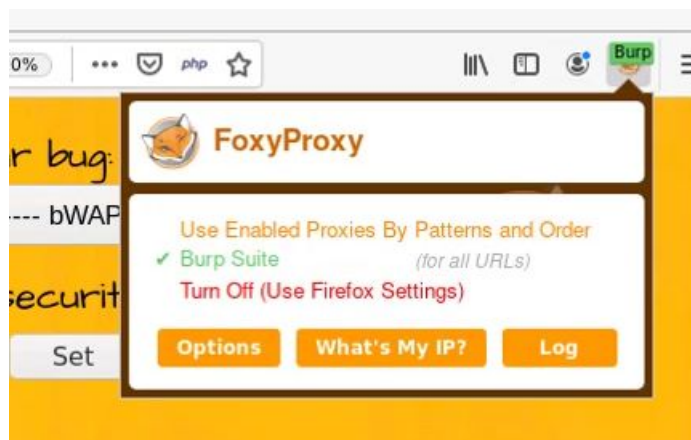 0%
php
Burp
FoxyProxy
r bug:
---- bWAP
Use Enabled Proxies By Patterns and Order
✔ Burp Suite (for all URLs)
Turn Off (Use Firefox Settings)
securit
Set
Options What's My IP? Log